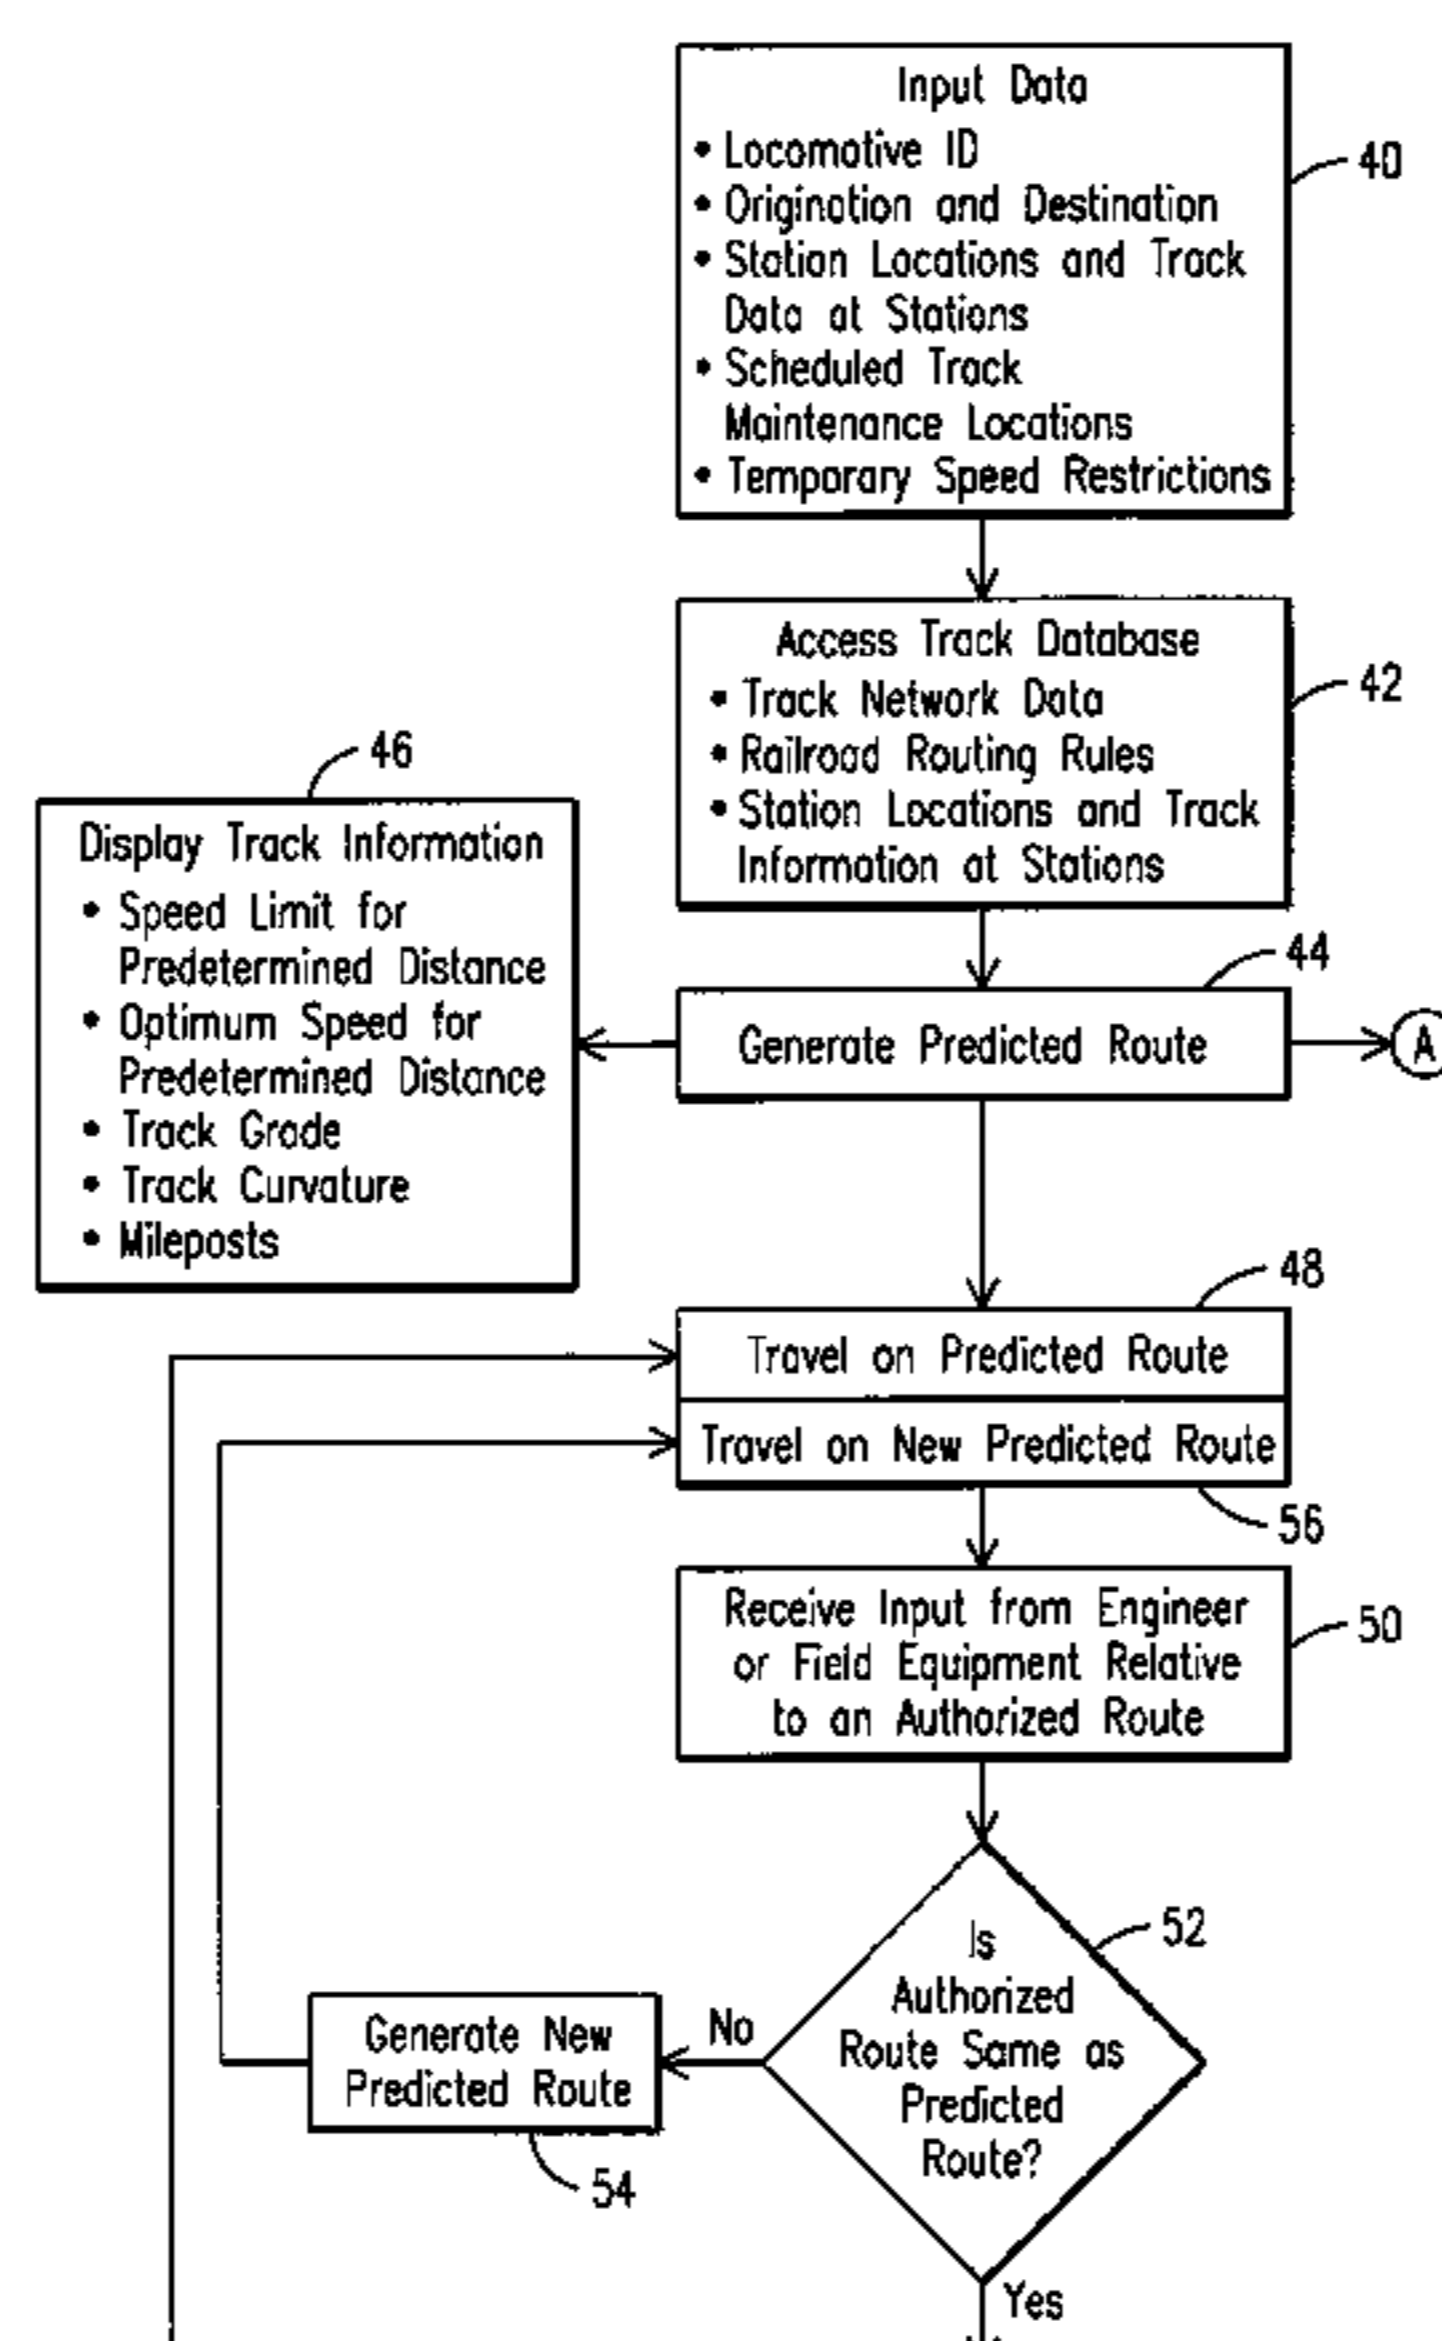 Input Data
• Locomotive ID
• Origination and Destination
• Station Locations and Track
Data at Stations
• Scheduled Track
Maintenance Locations
• Temporary Speed Restrictions
40
Access Track Database
• Track Network Data
• Railroad Routing Rules
• Station Locations and Track
Information at Stations
42
46
Display Track Information
• Speed Limit for
Predetermined Distance
• Optimum Speed for
Predetermined Distance
• Track Grade
• Track Curvature
• Mileposts
44
Generate Predicted Route
A
48
Travel on Predicted Route
Travel on New Predicted Route
56
Receive Input from Engineer
or Field Equipment Relative
to an Authorized Route
50
52
Is
Authorized
Route Same as
Predicted
Route?
No
Generate New
Predicted Route
54
Yes